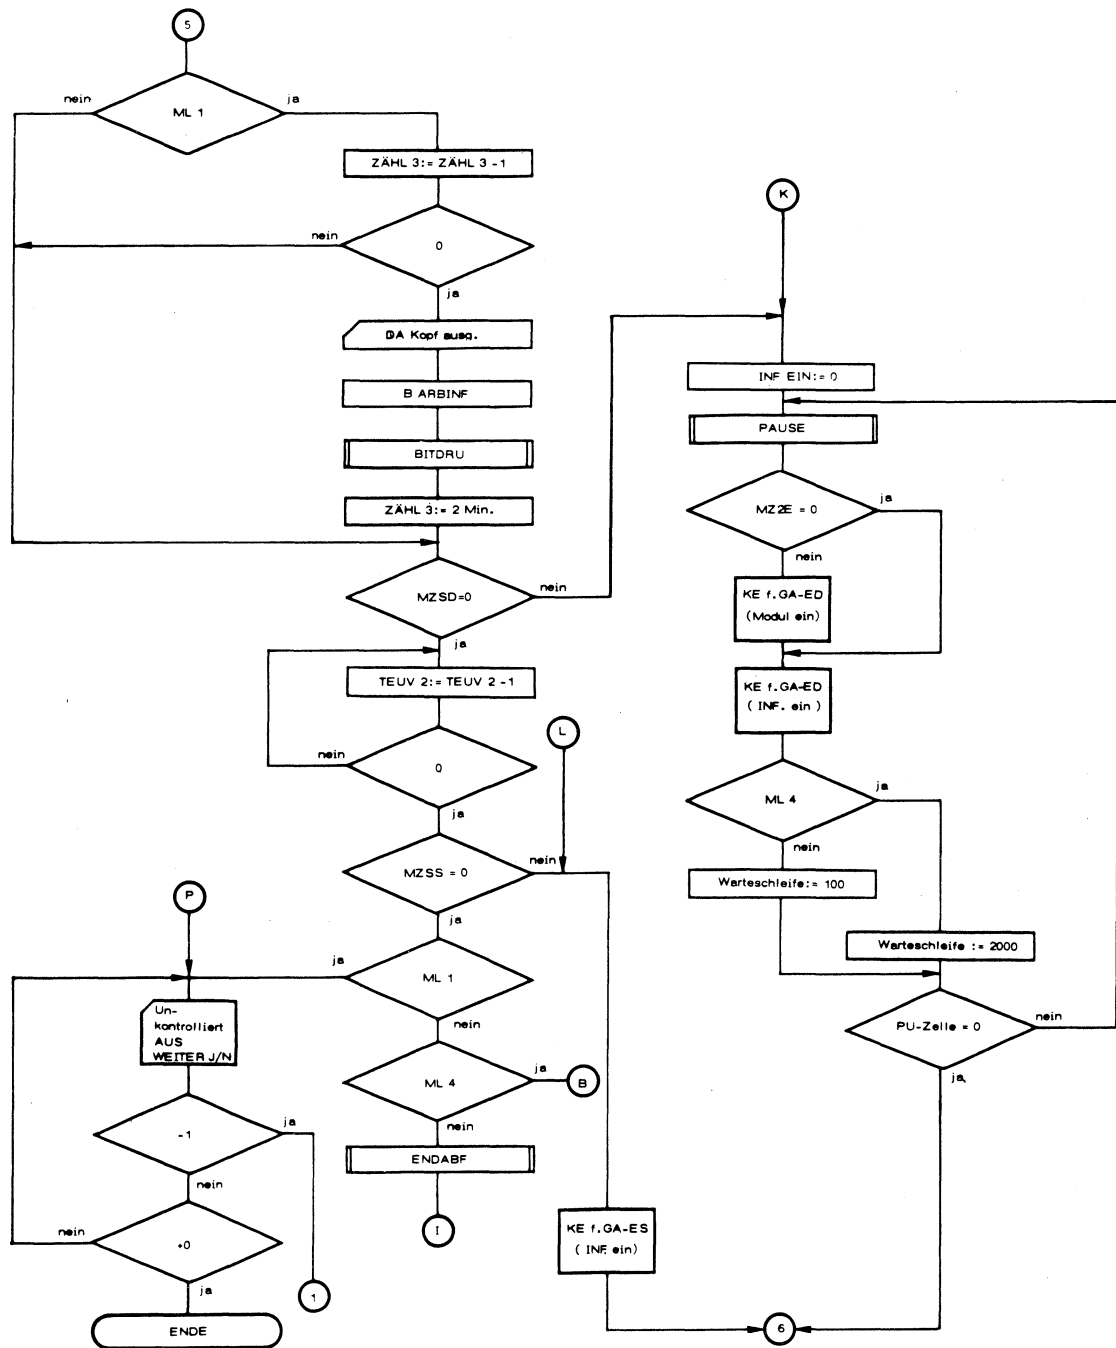 5
ML 1
nein
ja
ZÄHL 3:= ZÄHL 3 -1
0
nein
ja
DA Kopf ausg.
B ARBINF
BITDRU
ZÄHL 3:= 2 Min.
MZSD=0
nein
ja
TEUV 2:= TEUV 2 -1
0
nein
ja
L
MZSS = 0
nein
ja
ML 1
ja
nein
ML 4
ja
B
nein
ENDABF
I
P
Un-
kontrolliert
AUS
WEITER J/N
-1
ja
nein
+0
nein
ja
1
ENDE
KE f.GA-ES
( INF. ein)
K
INF EIN:= 0
PAUSE
MZ2E = 0
ja
nein
KE f.GA-ED
(Modul ein)
KE f.GA-ED
( INF. ein )
ML 4
ja
nein
Warteschleife:= 100
Warteschleife := 2000
PU-Zelle = 0
nein
ja
6